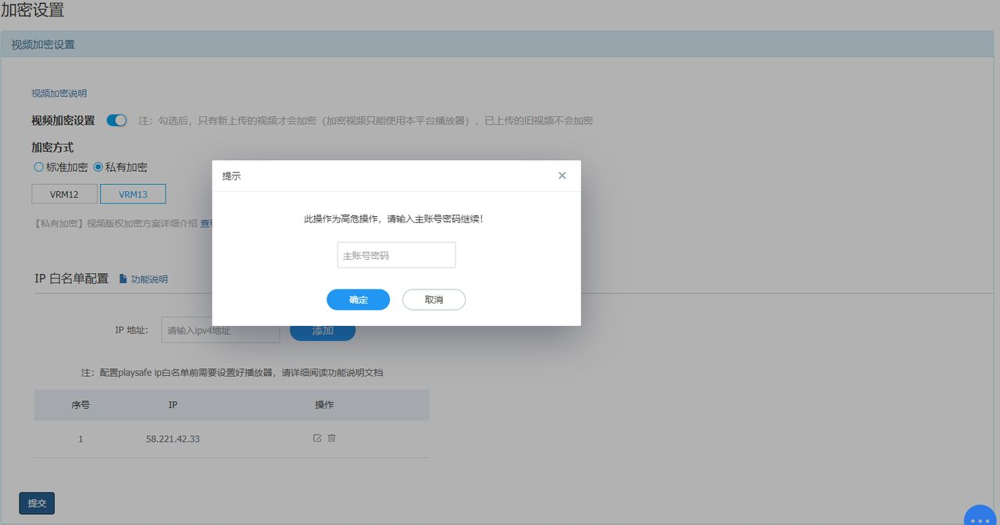 加密设置
视频加密设置
视频加密说明
视频加密设置 注：勾选后，只有新上传的视频才会加密（加密视频只能使用本平台播放器），已上传的旧视频不会加密
加密方式
标准加密 私有加密
VRM12 VRM13
【私有加密】视频版权加密方案详细介绍
提示
此操作为高危操作，请输入主账号密码继续！
主账号密码
确定 取消
IP 白名单配置 功能说明
IP 地址: 请输入ipv4地址 添加
注：配置playsafe ip白名单前需要设置好播放器，请详细阅读功能说明文档
序号 IP 操作
1 58.221.42.33
提交